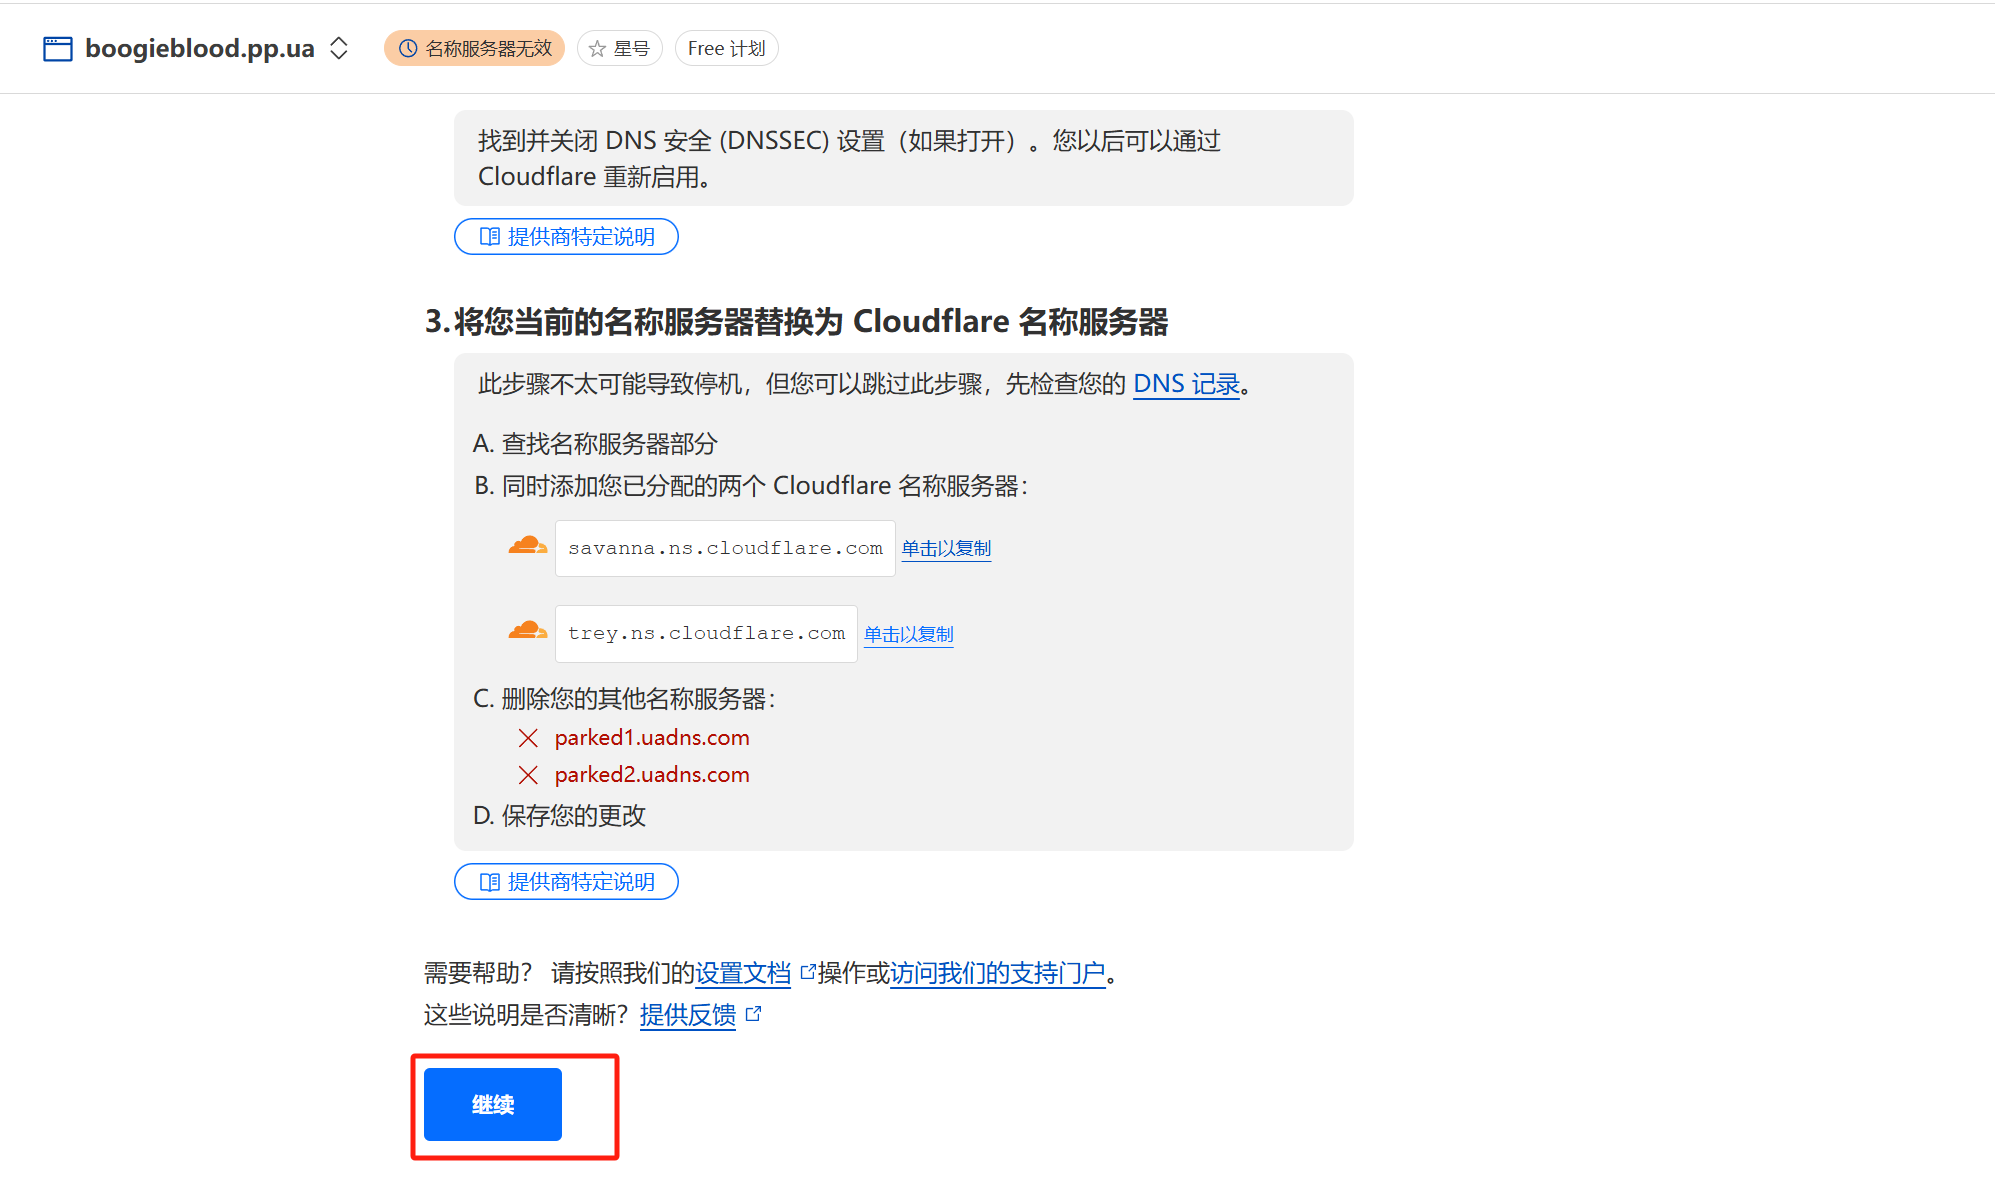 boogieblood.pp.ua
名称服务器无效
星号
Free 计划
找到并关闭 DNS 安全 (DNSSEC) 设置（如果打开）。您以后可以通过
Cloudflare 重新启用。
提供商特定说明
3.将您当前的名称服务器替换为 Cloudflare 名称服务器
此步骤不太可能导致停机，但您可以跳过此步骤，先检查您的 DNS 记录。
A. 查找名称服务器部分
B. 同时添加您已分配的两个 Cloudflare 名称服务器：
savanna.ns.cloudflare.com 单击以复制
trey.ns.cloudflare.com 单击以复制
C. 删除您的其他名称服务器：
parked1.uadns.com
parked2.uadns.com
D. 保存您的更改
提供商特定说明
需要帮助？ 请按照我们的设置文档操作或访问我们的支持门户。
这些说明是否清晰？提供反馈
继续